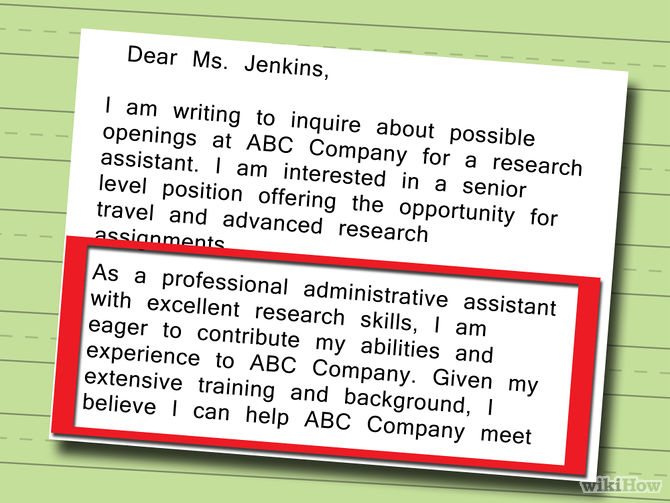 Dear Ms. Jenkins,
I am writing to inquire about possible
openings at ABC Company for a research
assistant. I am interested in a senior
level position offering the opportunity for
travel and advanced research
assignments.
As a professional administrative assistant
with excellent research skills, I am
eager to contribute my abilities and
experience to ABC Company. Given my
extensive training and background, I
believe I can help ABC Company meet
wikiHow